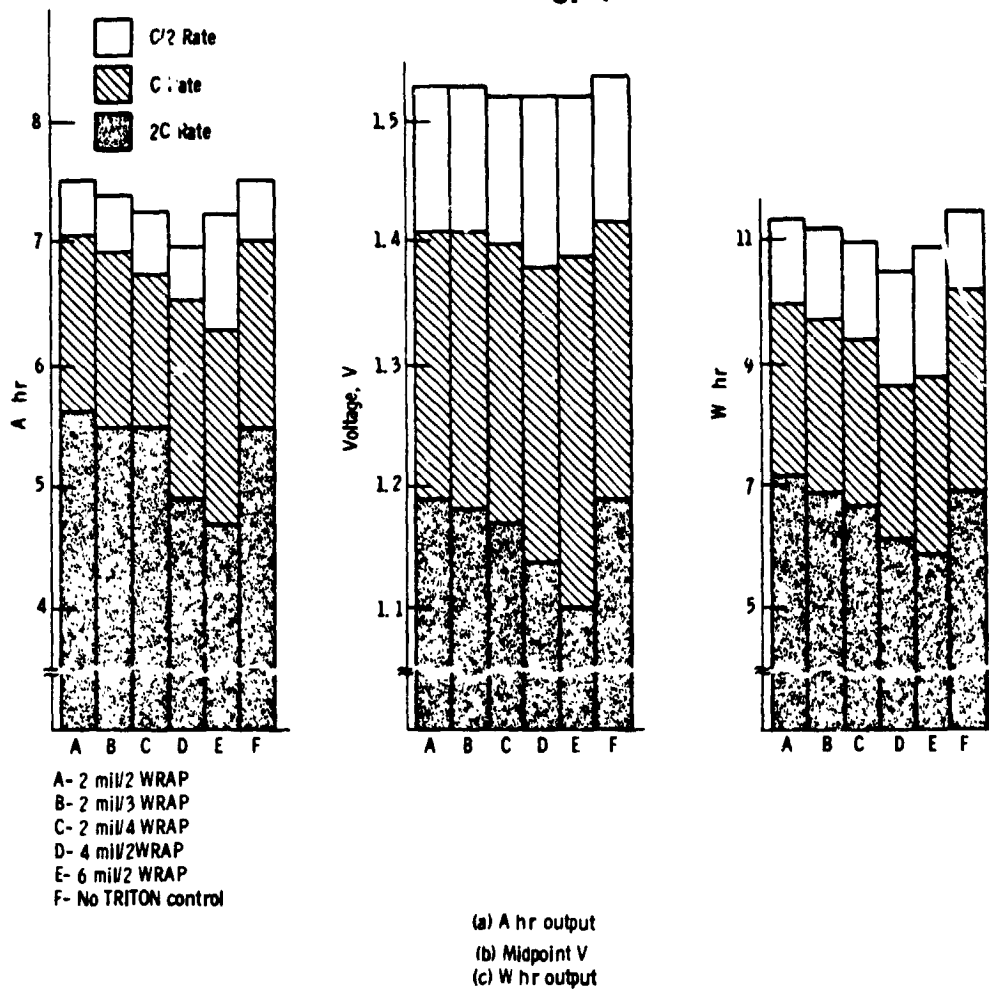 C/2 Rate
C Rate
2C Rate
A hr
8
7
6
5
4
A B C D E F
Voltage, V
1.5
1.4
1.3
1.2
1.1
A B C D E F
W hr
11
9
7
5
A B C D E F
A- 2 mil/2 WRAP
B- 2 mil/3 WRAP
C- 2 mil/4 WRAP
D- 4 mil/2WRAP
E- 6 mil/2 WRAP
F- No TRITON control
(a) A hr output
(b) Midpoint V
(c) W hr output